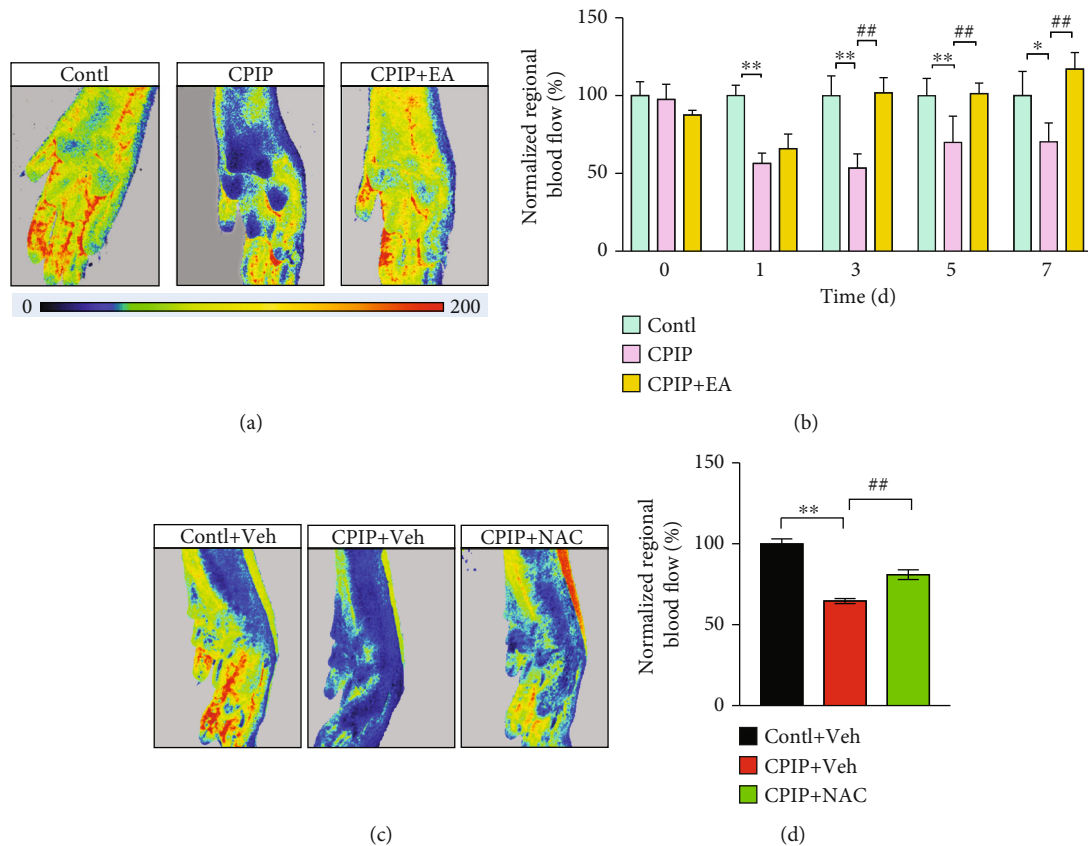 Contl
CPIP
CPIP+EA
0
200
(a)
Normalized regional
blood flow (%)
150
100
50
0
**
**
##
**
##
*
##
0
1
3
5
7
Time (d)
Contl
CPIP
CPIP+EA
(b)
Contl+Veh
CPIP+Veh
CPIP+NAC
(c)
Normalized regional
blood flow (%)
150
100
50
0
**
##
Contl+Veh
CPIP+Veh
CPIP+NAC
(d)